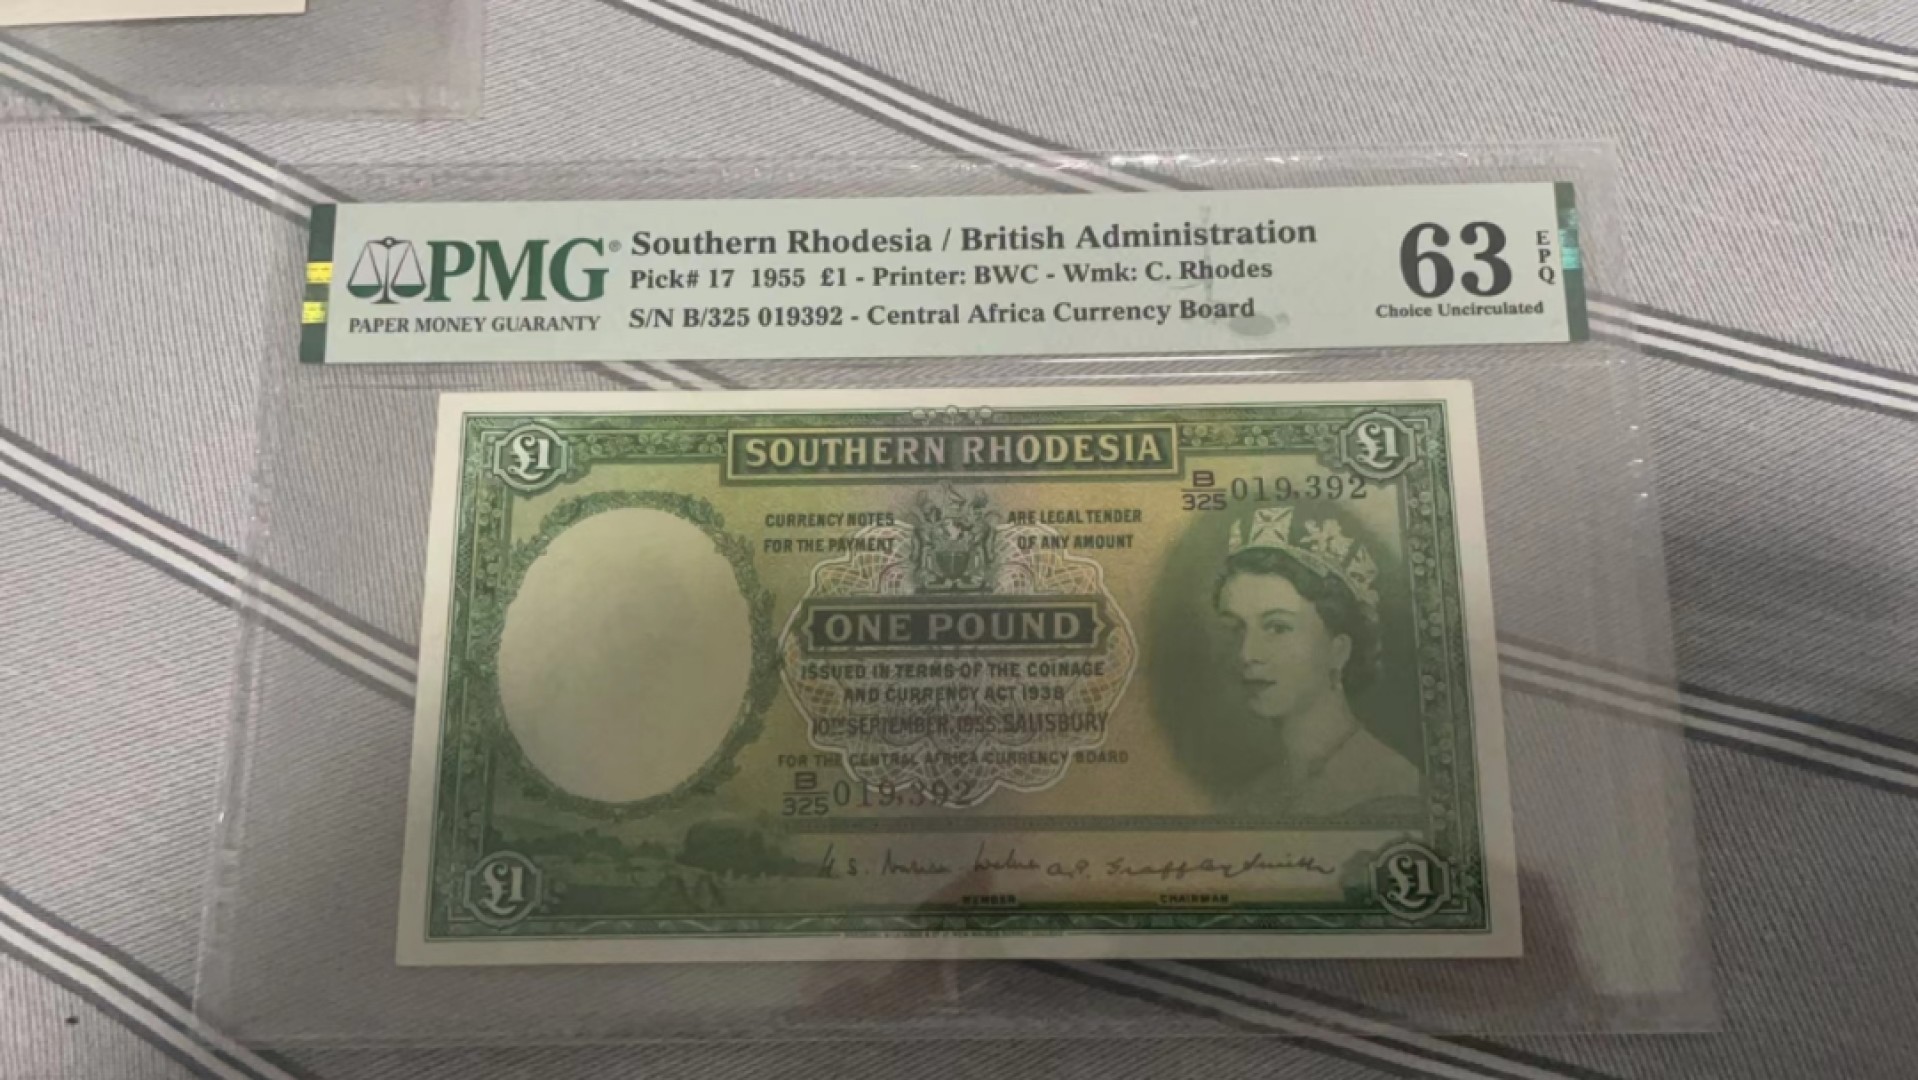 PMG®
PAPER MONEY GUARANTY
Southern Rhodesia / British Administration
Pick# 17 1955 £1 - Printer: BWC - Wmk: C. Rhodes
S/N B/325 019392 - Central Africa Currency Board
63
EPQ
Choice Uncirculated
£1
SOUTHERN RHODESIA
£1
B/325 019,392
CURRENCY NOTES ARE LEGAL TENDER
FOR THE PAYMENT OF ANY AMOUNT
ONE POUND
ISSUED IN TERMS OF THE COINAGE
AND CURRENCY ACT 1938
10TH SEPTEMBER, 1955. SALISBURY
FOR THE CENTRAL AFRICA CURRENCY BOARD
B/325 019,392
MEMBER CHAIRMAN
£1
£1